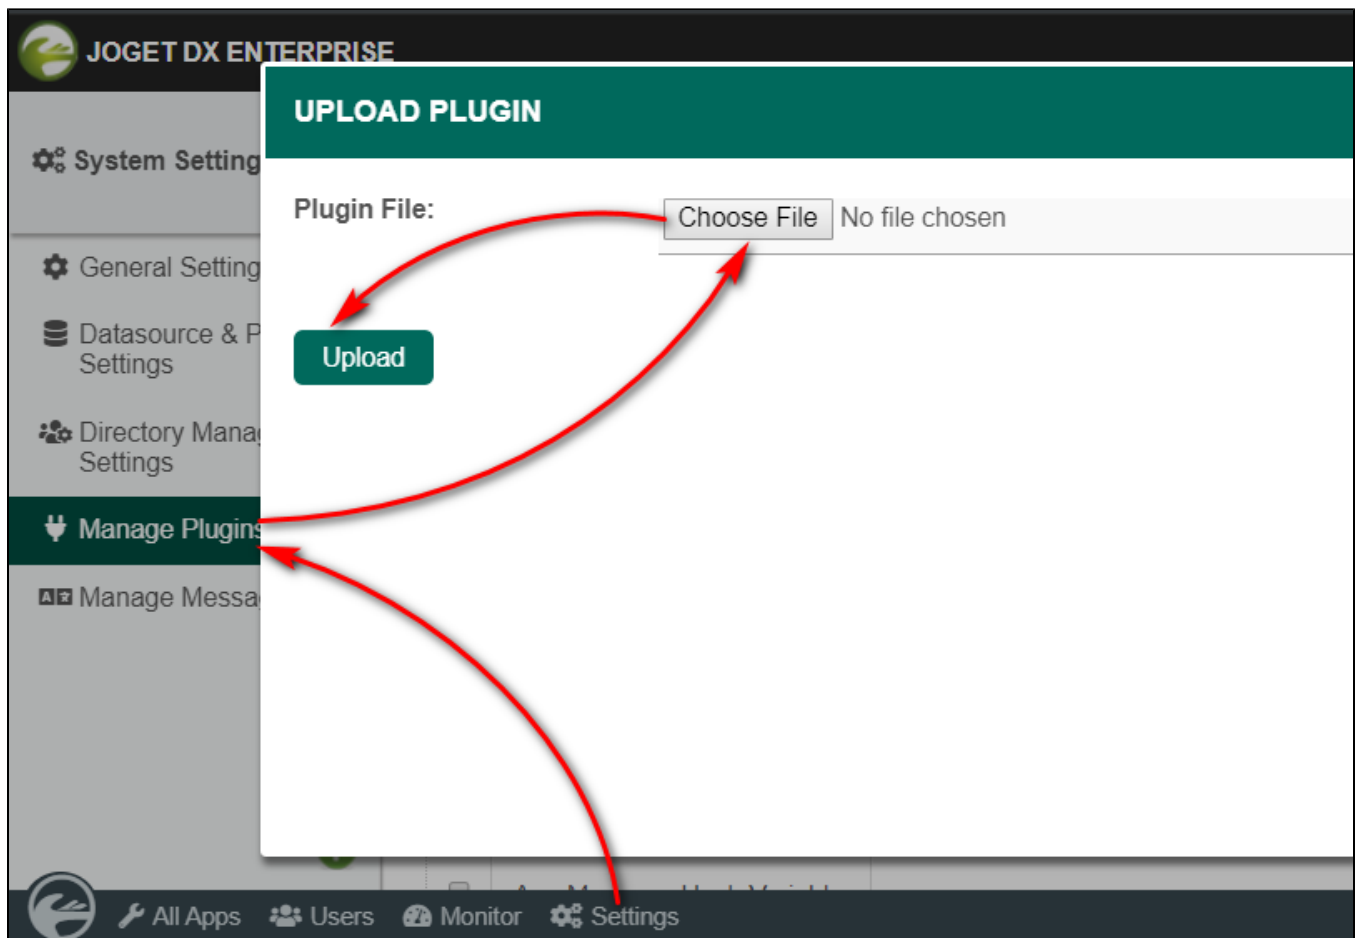 JOGET DX ENTERPRISE
UPLOAD PLUGIN
System Setting
Plugin File:
Choose File No file chosen
General Setting
Datasource & P
Settings
Upload
Directory Mana
Settings
Manage Plugins
Manage Messa
All Apps Users Monitor Settings